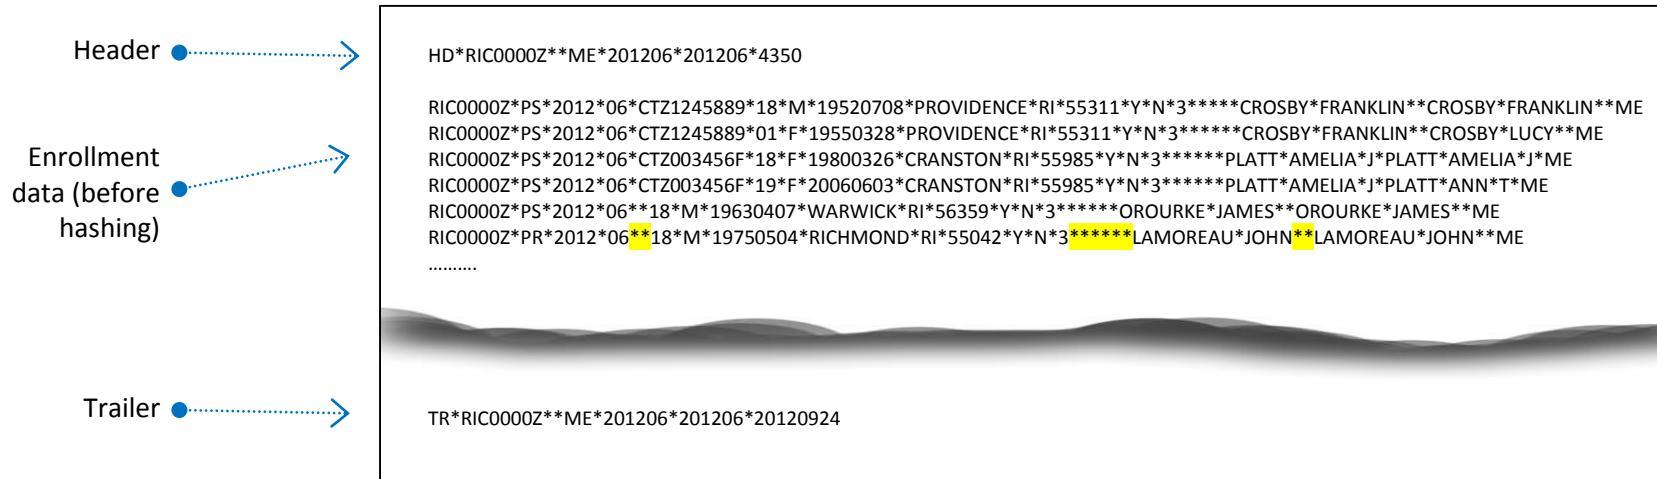 Header
HD*RIC0000Z**ME*201206*201206*4350
Enrollment
data (before
hashing)
RIC0000Z*PS*2012*06*CTZ1245889*18*M*19520708*PROVIDENCE*RI*55311*Y*N*3*****CROSBY*FRANKLIN**CROSBY*FRANKLIN**ME
RIC0000Z*PS*2012*06*CTZ1245889*01*F*19550328*PROVIDENCE*RI*55311*Y*N*3******CROSBY*FRANKLIN**CROSBY*LUCY**ME
RIC0000Z*PS*2012*06*CTZ003456F*18*F*19800326*CRANSTON*RI*55985*Y*N*3******PLATT*AMELIA*J*PLATT*AMELIA*J*ME
RIC0000Z*PS*2012*06*CTZ003456F*19*F*20060603*CRANSTON*RI*55985*Y*N*3******PLATT*AMELIA*J*PLATT*ANN*T*ME
RIC0000Z*PS*2012*06**18*M*19630407*WARWICK*RI*56359*Y*N*3******OROURKE*JAMES**OROURKE*JAMES**ME
RIC0000Z*PR*2012*06**18*M*19750504*RICHMOND*RI*55042*Y*N*3******LAMOREAU*JOHN**LAMOREAU*JOHN**ME
..........
Trailer
TR*RIC0000Z**ME*201206*201206*20120924